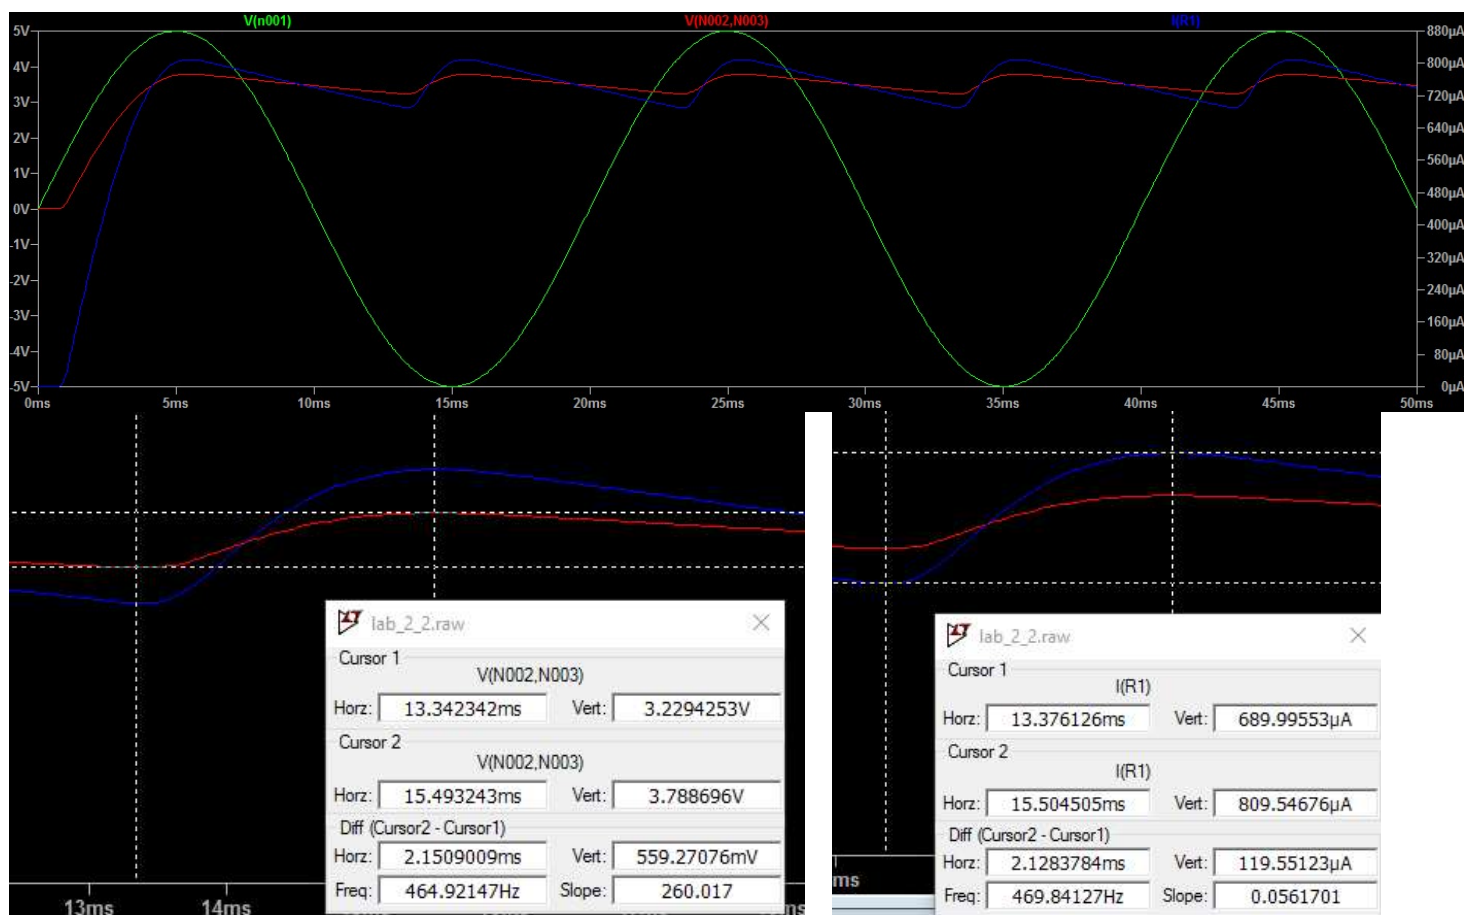 V(n001) V(N002,N003) I(R1)
5V 880µA
4V 800µA
3V 720µA
2V 640µA
1V 560µA
0V 480µA
-1V 400µA
-2V 320µA
-3V 240µA
-4V 160µA
-5V 80µA
0µA
0ms 5ms 10ms 15ms 20ms 25ms 30ms 35ms 40ms 45ms 50ms
lab_2_2.raw
Cursor 1
V(N002,N003)
Horz: 13.342342ms Vert: 3.2294253V
Cursor 2
V(N002,N003)
Horz: 15.493243ms Vert: 3.788696V
Diff (Cursor2 - Cursor1)
Horz: 2.1509009ms Vert: 559.27076mV
Freq: 464.92147Hz Slope: 260.017
13ms 14ms
lab_2_2.raw
Cursor 1
I(R1)
Horz: 13.376126ms Vert: 689.99553µA
Cursor 2
I(R1)
Horz: 15.504505ms Vert: 809.54676µA
Diff (Cursor2 - Cursor1)
Horz: 2.1283784ms Vert: 119.55123µA
Freq: 469.84127Hz Slope: 0.0561701
ms